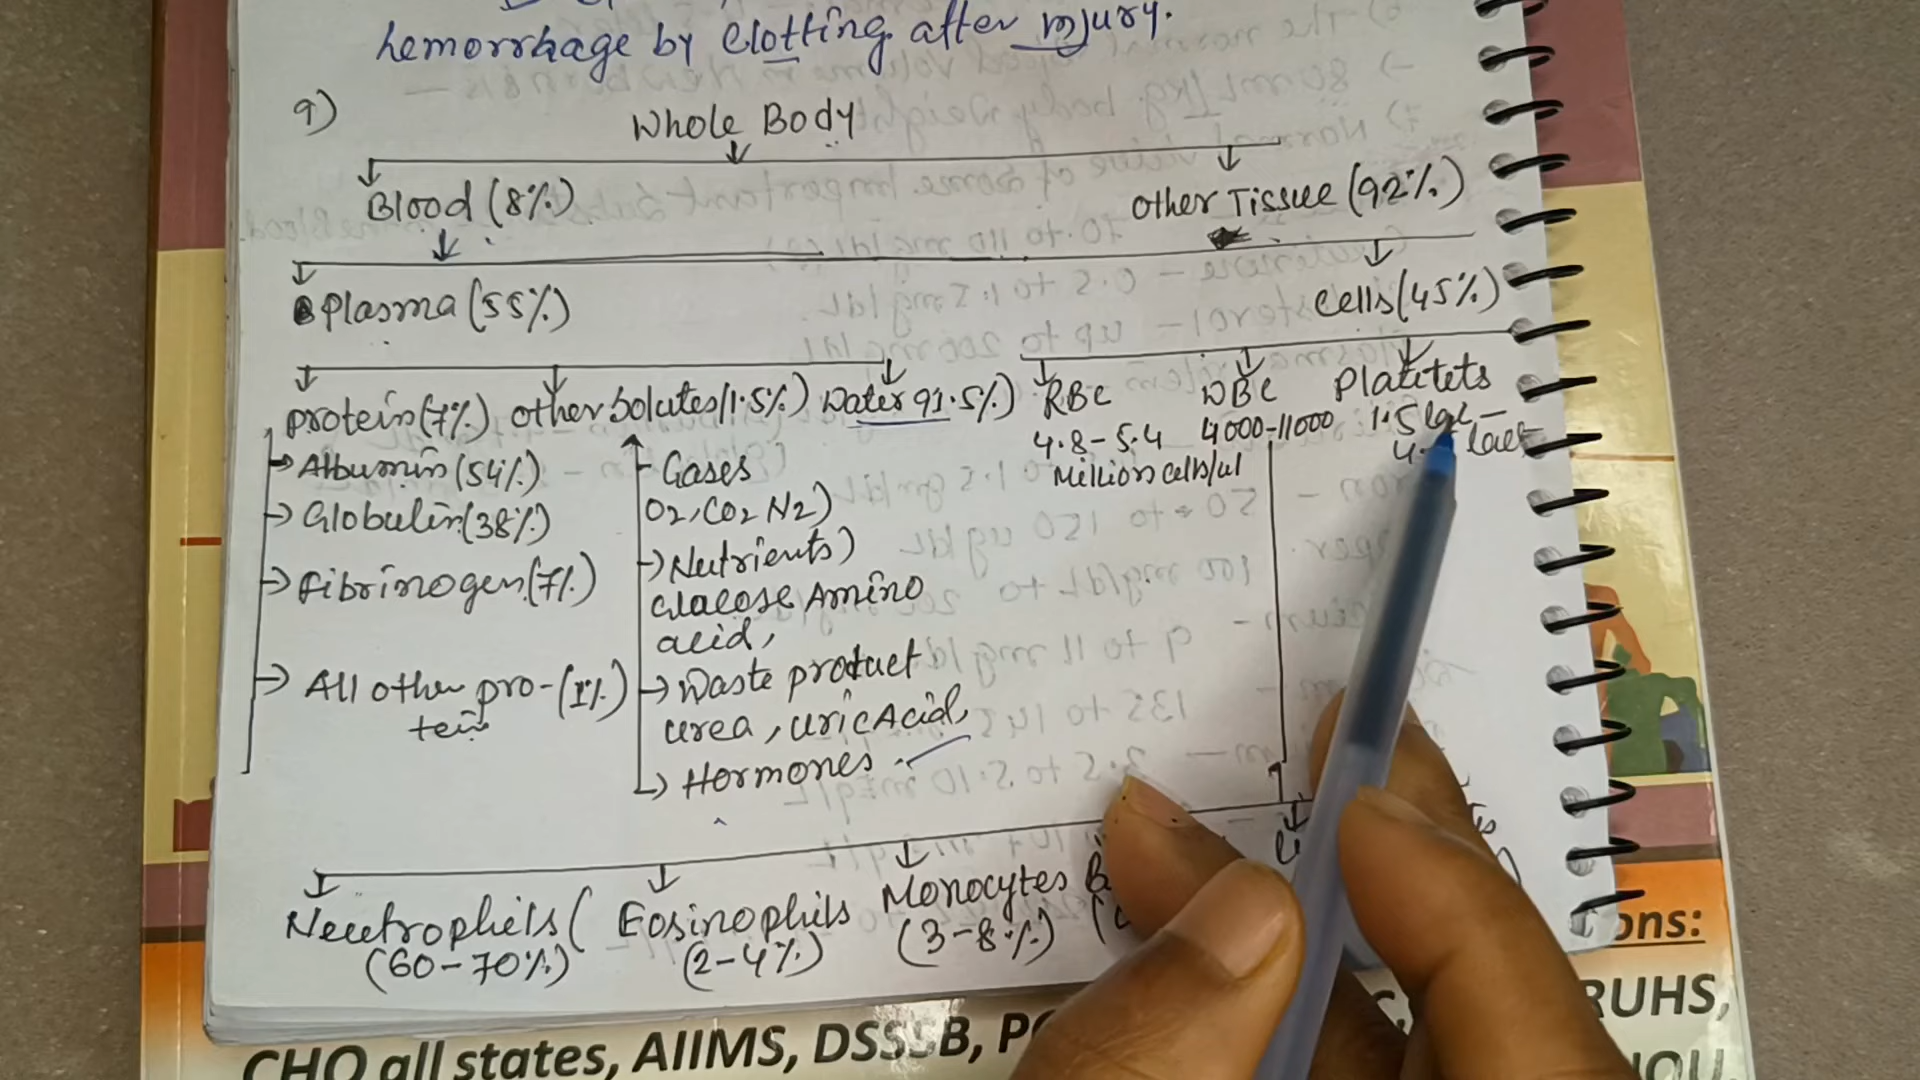 hemorrhage by clotting after injury.
9)
Whole Body
Blood (8%)
Other Tissue (92%)
Plasma (55%)
Cells (45%)
Protein (7%) Other Solutes (1.5%) Water 91.5%) RBC WBC Platetets
4.8-5.4 4000-11000 1.5 lac -
Million cells/ul
→ Albumin (54%)
→ Globulin (38%)
→ Fibrinogen (7%)
→ All other pro- (1%)
tein
Gases
O2, CO2 N2)
→ Nutrients)
Glucose Amino
acid,
→ Waste product
urea, uric Acid,
→ Hormones.
Neutrophils ( Eosinophils Monocytes
(60-70%) (2-4%) (3-8%)
ons:
RUHS,
CHO all states, AIIMS, DSSSB,